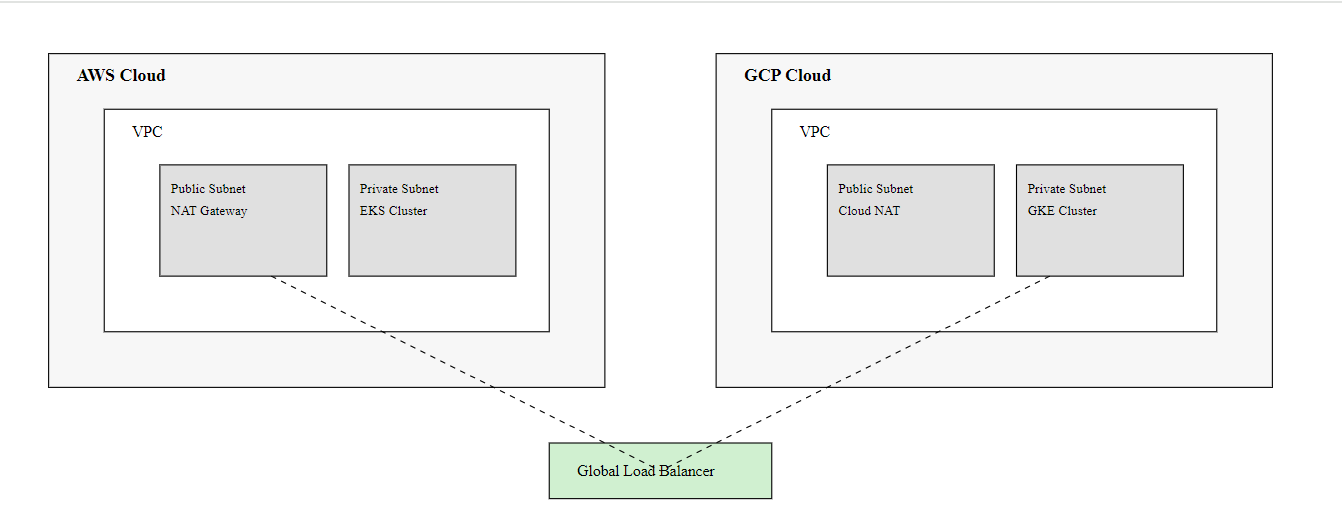 AWS Cloud
VPC
Public Subnet
NAT Gateway
Private Subnet
EKS Cluster
GCP Cloud
VPC
Public Subnet
Cloud NAT
Private Subnet
GKE Cluster
Global Load Balancer